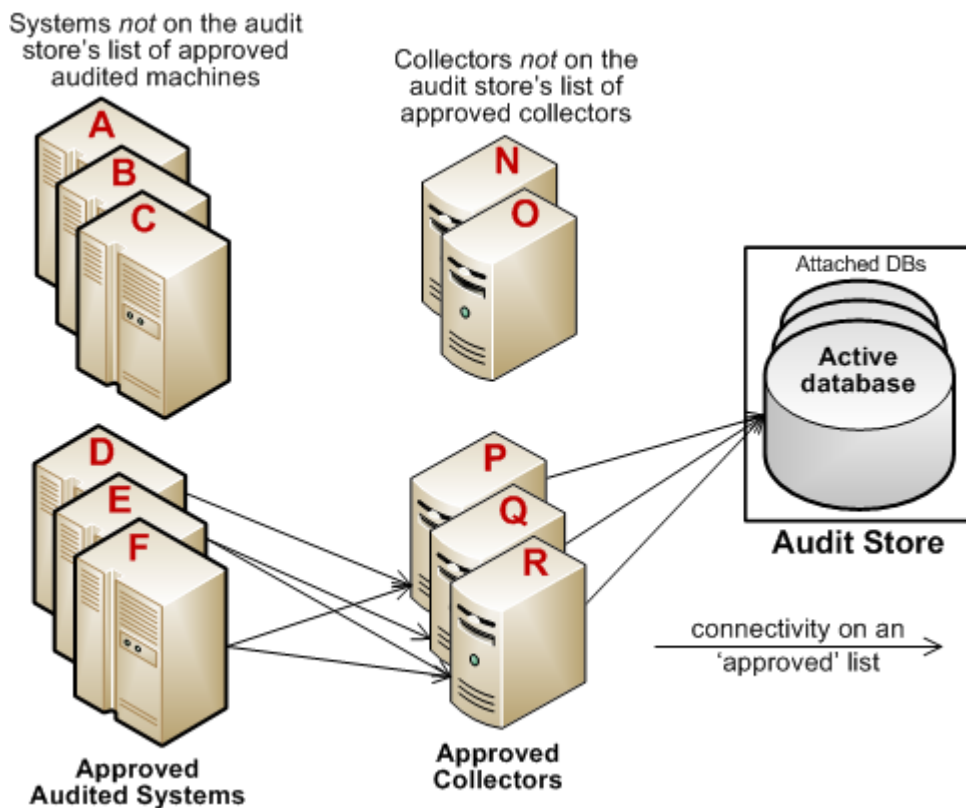 Systems not on the audit
store's list of approved
audited machines
Collectors not on the
audit store's list of
approved collectors
A
B
C
N
O
Attached DBs
Active
database
Audit Store
D
E
F
P
Q
R
connectivity on an
‘approved’ list
Approved
Audited Systems
Approved
Collectors